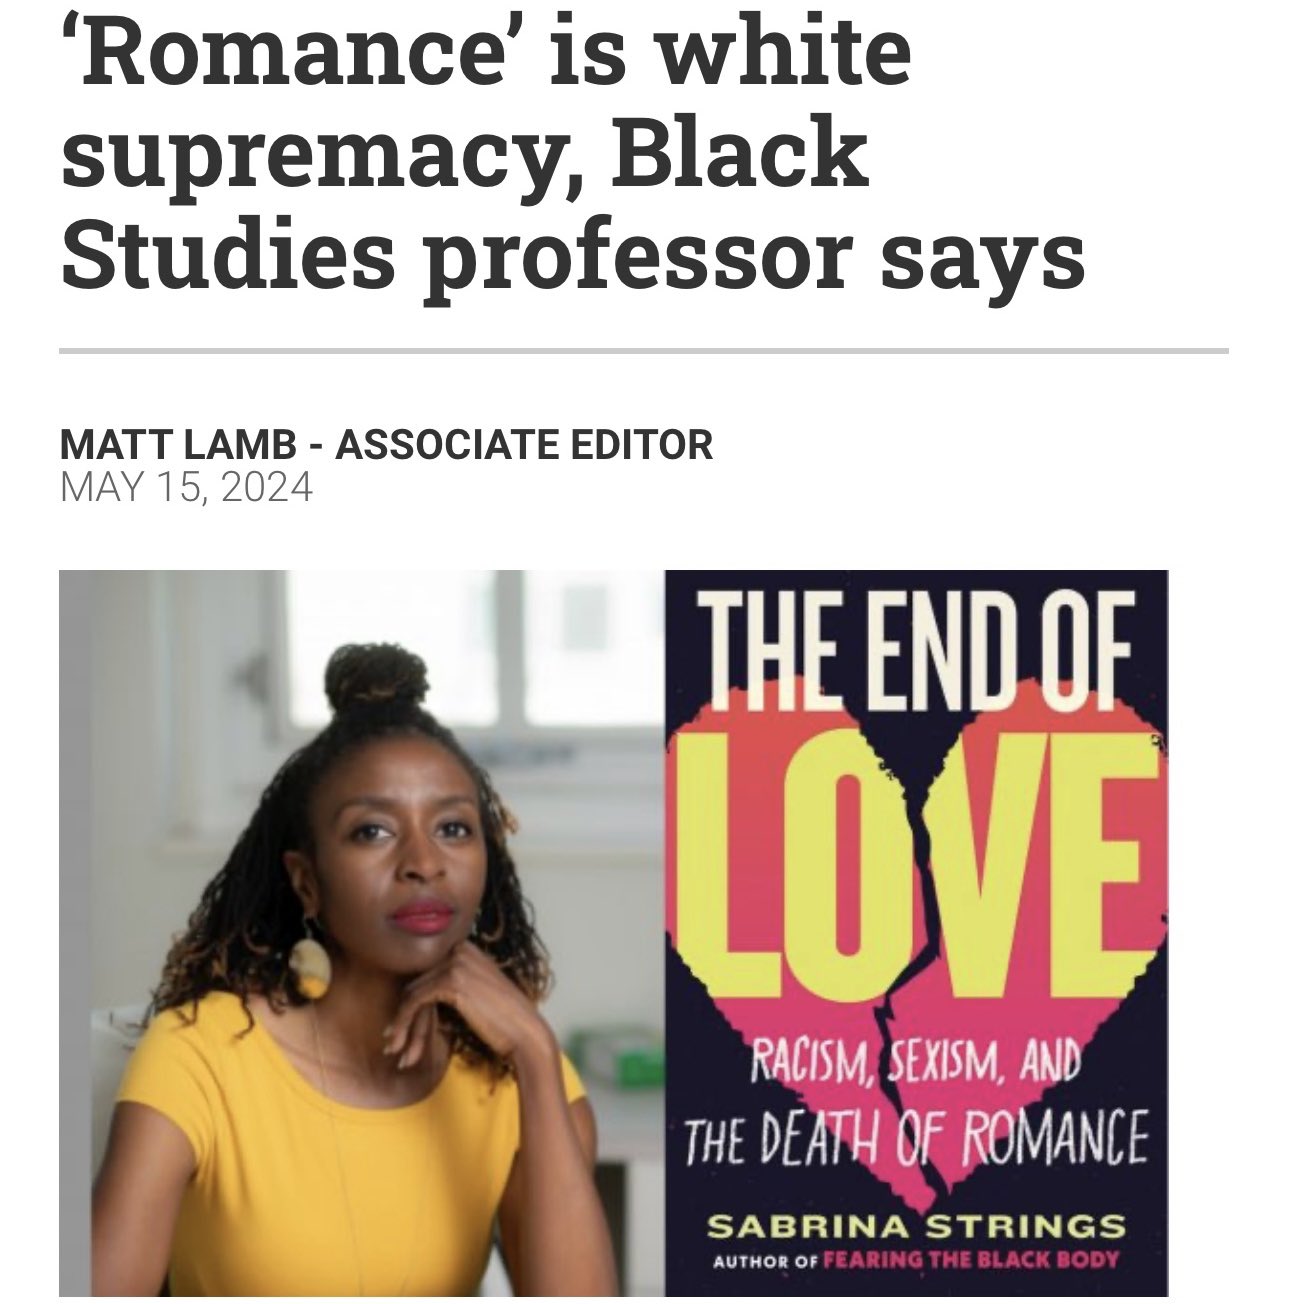 ‘Romance’ is white
supremacy, Black
Studies professor says
MATT LAMB - ASSOCIATE EDITOR
MAY 15, 2024
THE END OF
LOVE
RACISM, SEXISM, AND
THE DEATH OF ROMANCE
SABRINA STRINGS
AUTHOR OF FEARING THE BLACK BODY